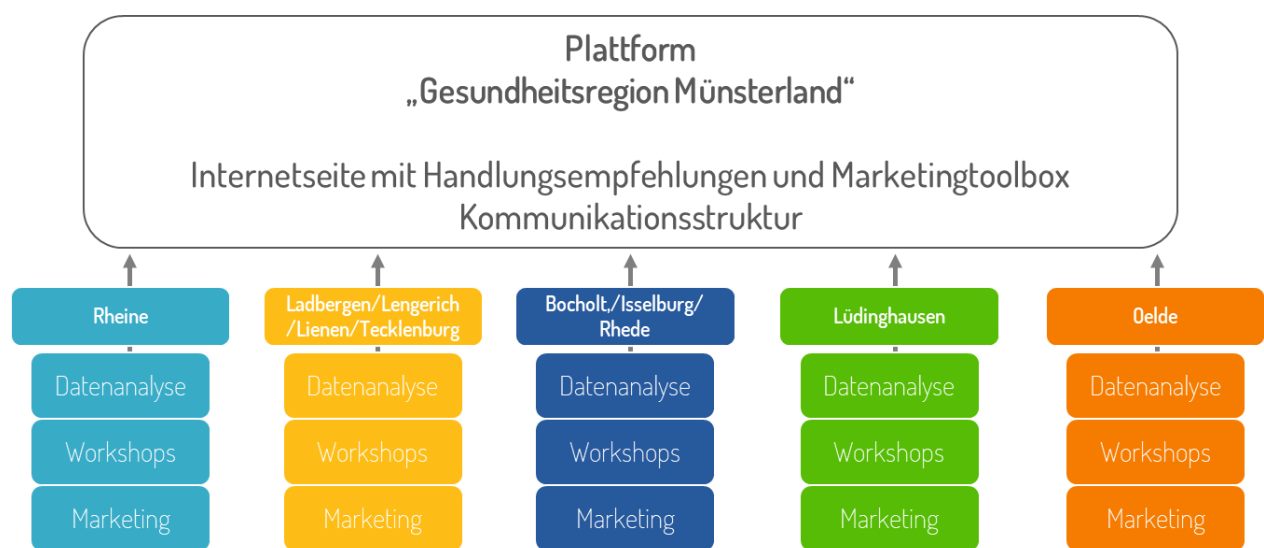 Plattform
„Gesundheitsregion Münsterland“
Internetseite mit Handlungsempfehlungen und Marketingtoolbox
Kommunikationsstruktur
Rheine
Datenanalyse
Workshops
Marketing
Ladbergen/Lengerich
/Lienen/Tecklenburg
Datenanalyse
Workshops
Marketing
Bocholt,/Isselburg/
Rhede
Datenanalyse
Workshops
Marketing
Lüdinghausen
Datenanalyse
Workshops
Marketing
Oelde
Datenanalyse
Workshops
Marketing